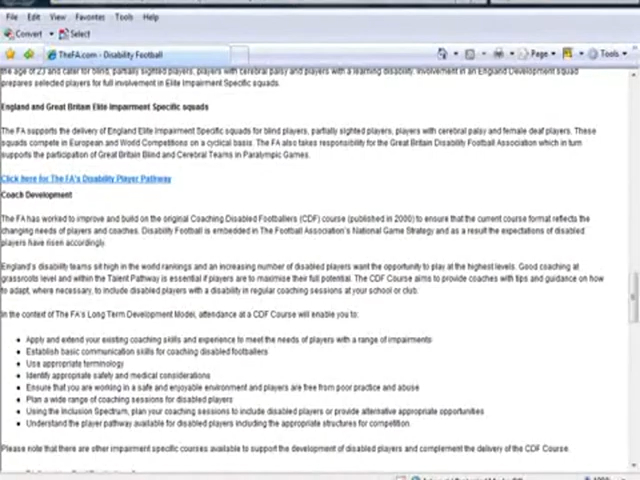 File Edit View Favorites Tools Help
Convert Select
TheFA.com - Disability Football
Page Tools
the age of 23 and cater for blind, partially sighted players, players with cerebral palsy and players with a learning disability. Involvement in an England Development squad
prepares selected players for full involvement in Elite Impairment Specific squads.
England and Great Britain Elite Impairment Specific squads
The FA supports the delivery of England Elite Impairment Specific squads for blind players, partially sighted players, players with cerebral palsy and female deaf players. These
squads compete in European and World Competitions on a cyclical basis. The FA also takes responsibility for the Great Britain Disability Football Association which in turn
supports the participation of Great Britain Blind and Cerebral Teams in Paralympic Games.
Click here for The FA's Disability Player Pathway
Coach Development
The FA has worked to improve and build on the original Coaching Disabled Footballers (CDF) course (published in 2000) to ensure that the current course format reflects the
changing needs of players and coaches. Disability Football is embedded in The Football Association's National Game Strategy and as a result the expectations of disabled
players have risen accordingly.
England's disability teams sit high in the world rankings and an increasing number of disabled players want the opportunity to play at the highest levels. Good coaching at
grassroots level and within the Talent Pathway is essential if players are to maximise their full potential. The CDF Course aims to provide coaches with tips and guidance on how
to adapt, where necessary, to include disabled players with a disability in regular coaching sessions at your school or club.
In the context of The FA's Long Term Development Model, attendance at a CDF Course will enable you to:
Apply and extend your existing coaching skills and experience to meet the needs of players with a range of impairments
Establish basic communication skills for coaching disabled footballers
Use appropriate terminology
Identify appropriate safety and medical considerations
Ensure that you are working in a safe and enjoyable environment and players are free from poor practice and abuse
Plan a wide range of coaching sessions for disabled players
Using the Inclusion Spectrum, plan your coaching sessions to include disabled players or provide alternative appropriate opportunities
Understand the player pathway available for disabled players including the appropriate structures for competition.
Please note that there are other impairment specific courses available to support the development of disabled players and complement the delivery of the CDF Course.